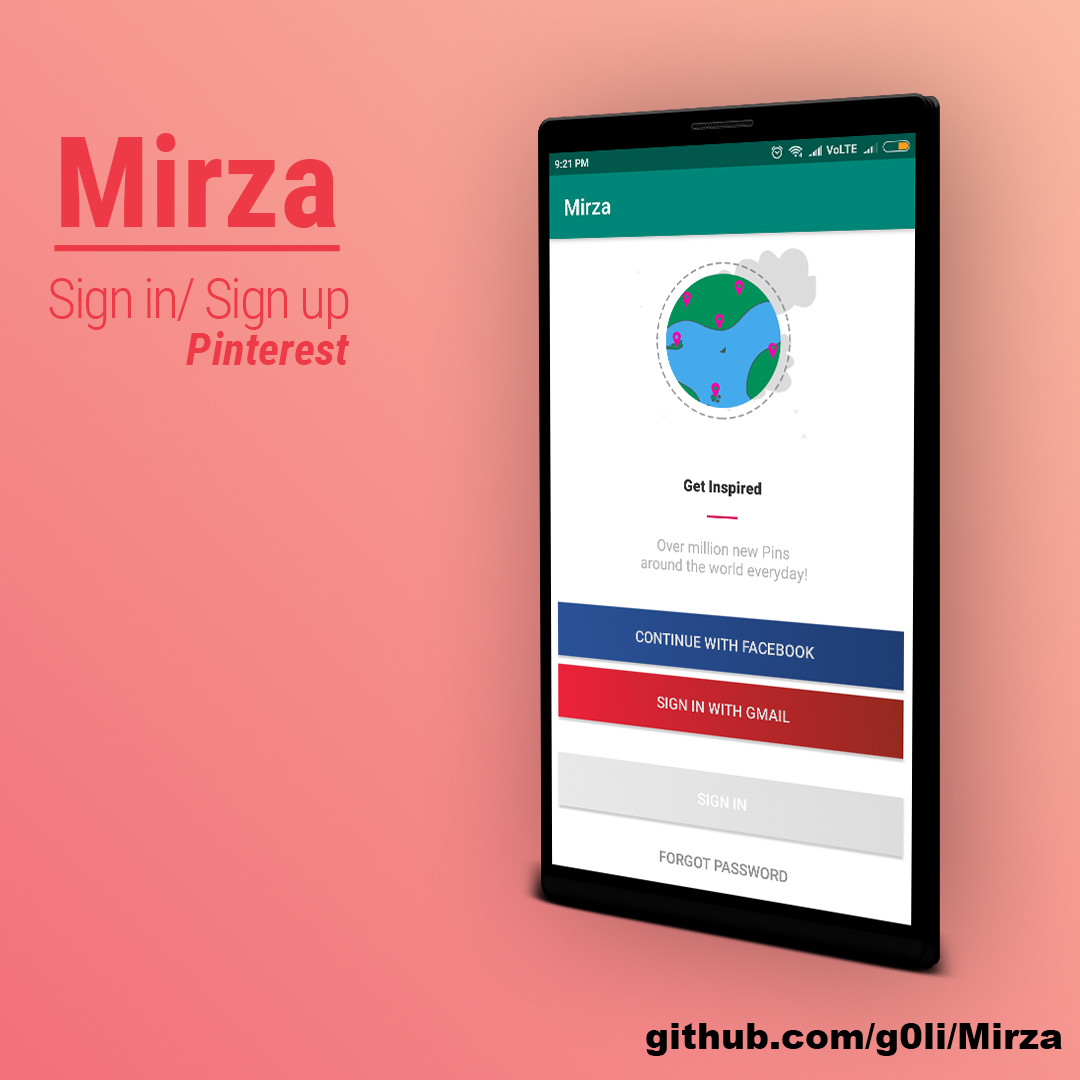 Mirza
Sign in/ Sign up
Pinterest
9:21 PM
VoLTE
Mirza
Get Inspired
Over million new Pins
around the world everyday!
CONTINUE WITH FACEBOOK
SIGN IN WITH GMAIL
SIGN IN
FORGOT PASSWORD
github.com/g0li/Mirza